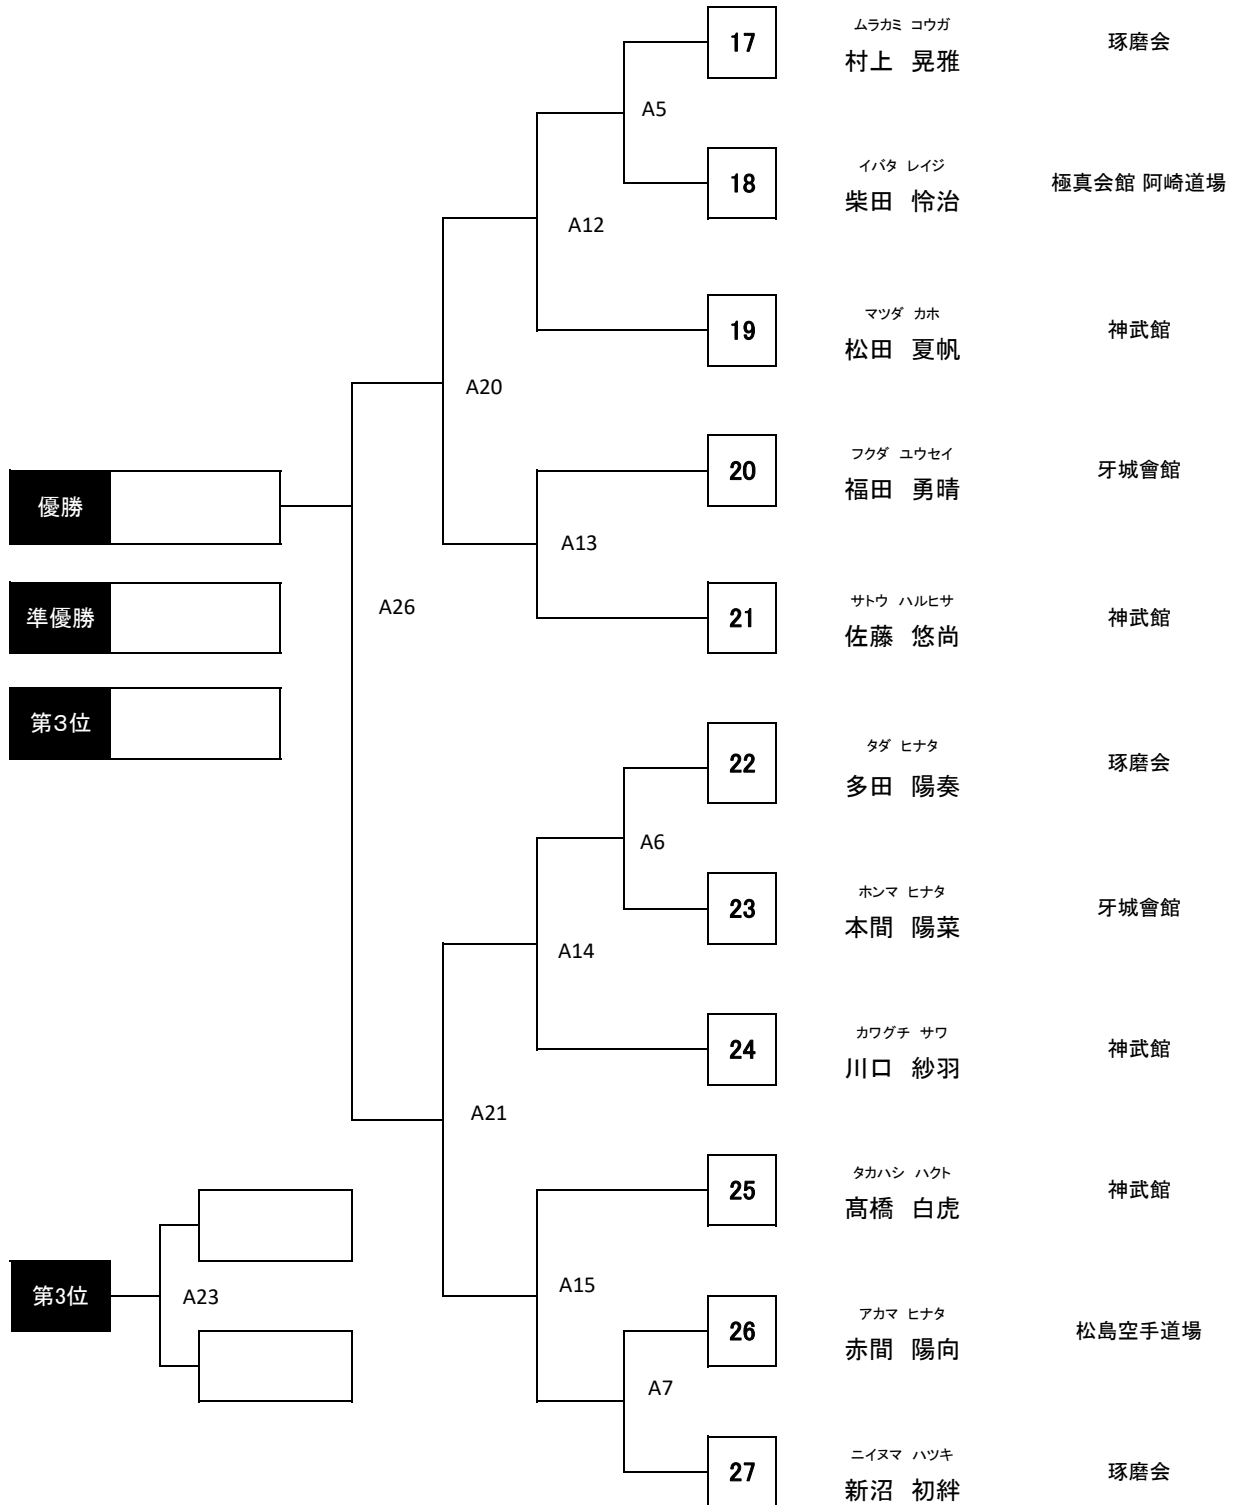 ムラカミ コウガ
17 村上 晃雅 琢磨会
A5
イバタ レイジ
18 柴田 怜治 極真会館 阿崎道場
A12
マツダ カホ
19 松田 夏帆 神武館
A20
フクダ ユウセイ
20 福田 勇晴 牙城會館
優勝
A13
サトウ ハルヒサ
21 佐藤 悠尚 神武館
準優勝
A26
第3位
タダ ヒナタ
22 多田 陽奏 琢磨会
A6
ホンマ ヒナタ
23 本間 陽菜 牙城會館
A14
カワグチ サワ
24 川口 紗羽 神武館
A21
タカハシ ハクト
25 髙橋 白虎 神武館
A15
第3位
A23
アカマ ヒナタ
26 赤間 陽向 松島空手道場
A7
ニイヌマ ハツキ
27 新沼 初絆 琢磨会